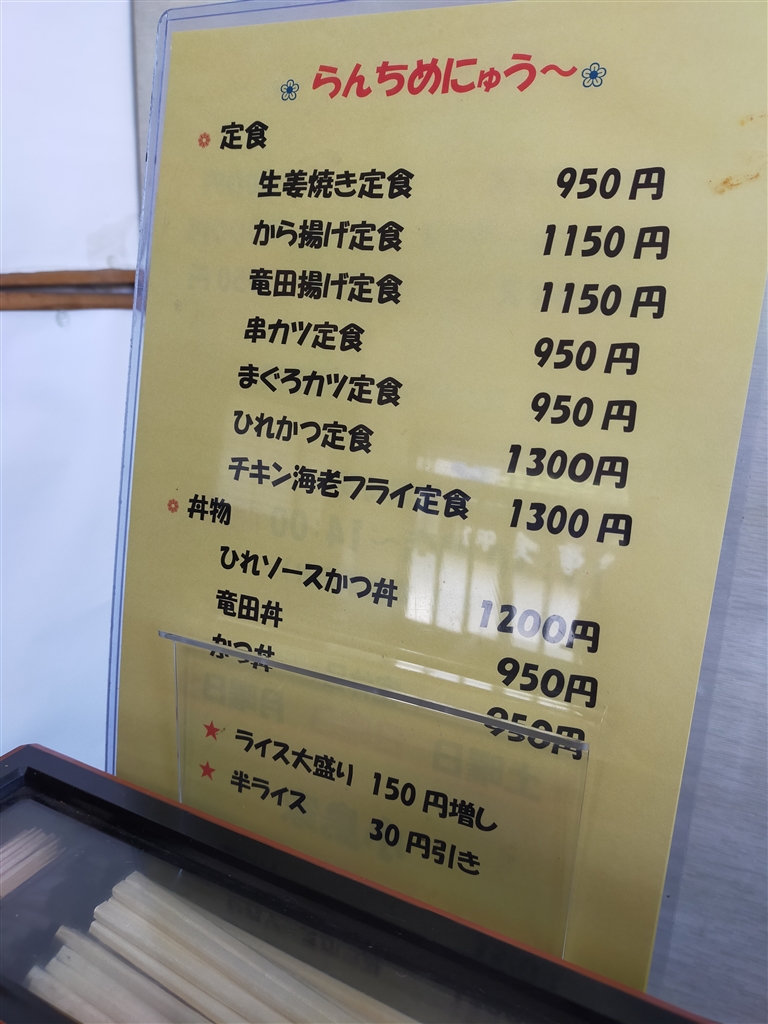 らんちめにゅう～
定食
生姜焼き定食 950円
から揚げ定食 1150円
竜田揚げ定食 1150円
串カツ定食 950円
まぐろカツ定食 950円
ひれかつ定食 1300円
チキン海老フライ定食 1300円
丼物
ひれソースかつ丼 1200円
竜田丼 950円
かつ丼 950円
★ ライス大盛り 150円増し
★ 半ライス 30円引き